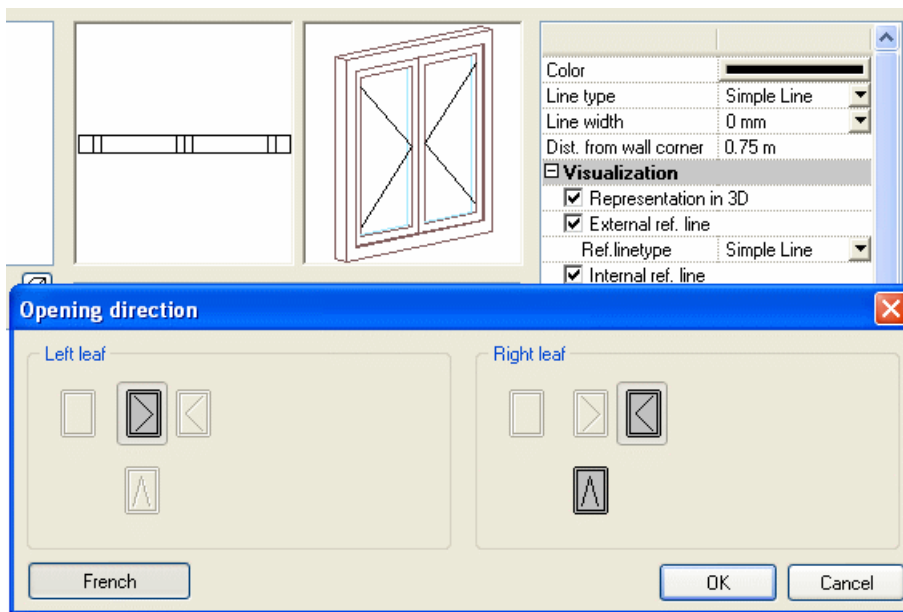 Color
Line type Simple Line
Line width 0 mm
Dist. from wall corner 0.75 m
Visualization
Representation in 3D
External ref. line
Ref.linetype Simple Line
Internal ref. line
Opening direction
Left leaf Right leaf
French OK Cancel